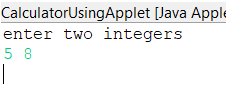 CalculatorUsingApplet [Java Apple
enter two integers
5 8